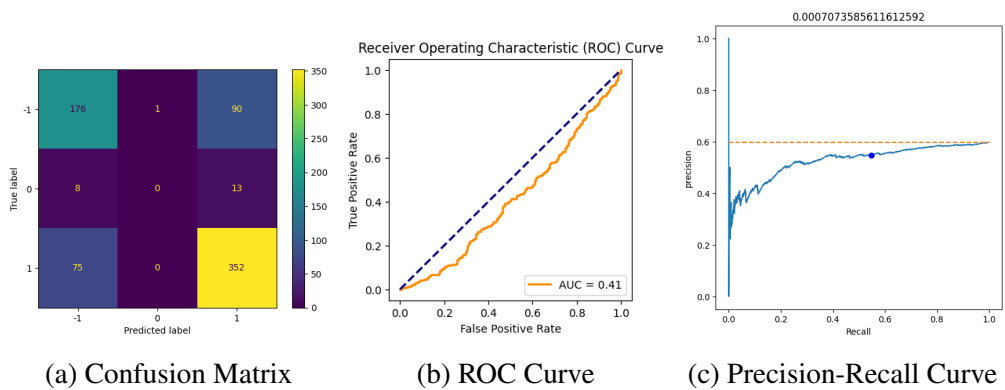 0.0007073585611612592
Receiver Operating Characteristic (ROC) Curve
True label
-1
0
1
176 1 90
8 0 13
75 0 352
-1 0 1
Predicted label
350
300
250
200
150
100
50
0
True Positive Rate
1.0
0.8
0.6
0.4
0.2
0.0
AUC = 0.41
0.0 0.2 0.4 0.6 0.8 1.0
False Positive Rate
precision
1.0
0.8
0.6
0.4
0.2
0.0
0.0 0.2 0.4 0.6 0.8 1.0
Recall
(a) Confusion Matrix
(b) ROC Curve
(c) Precision-Recall Curve